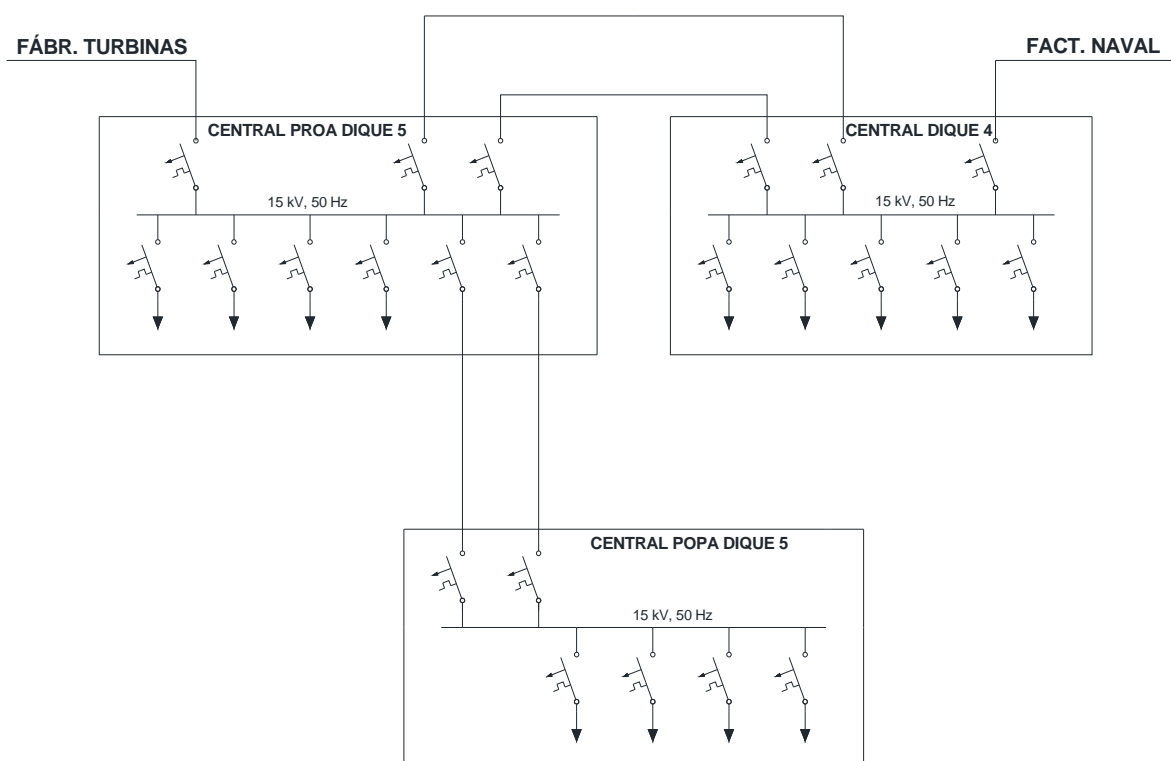 FÁBR. TURBINAS
FACT. NAVAL
CENTRAL PROA DIQUE 5
CENTRAL DIQUE 4
15 kV, 50 Hz
15 kV, 50 Hz
CENTRAL POPA DIQUE 5
15 kV, 50 Hz